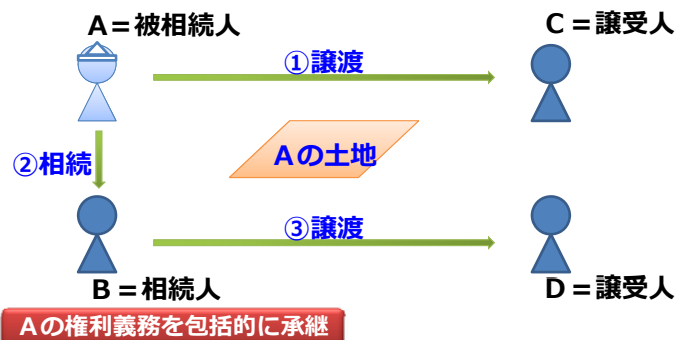 A＝被相続人
C＝譲受人
①譲渡
Aの土地
②相続
③譲渡
B＝相続人
D＝譲受人
Aの権利義務を包括的に承継